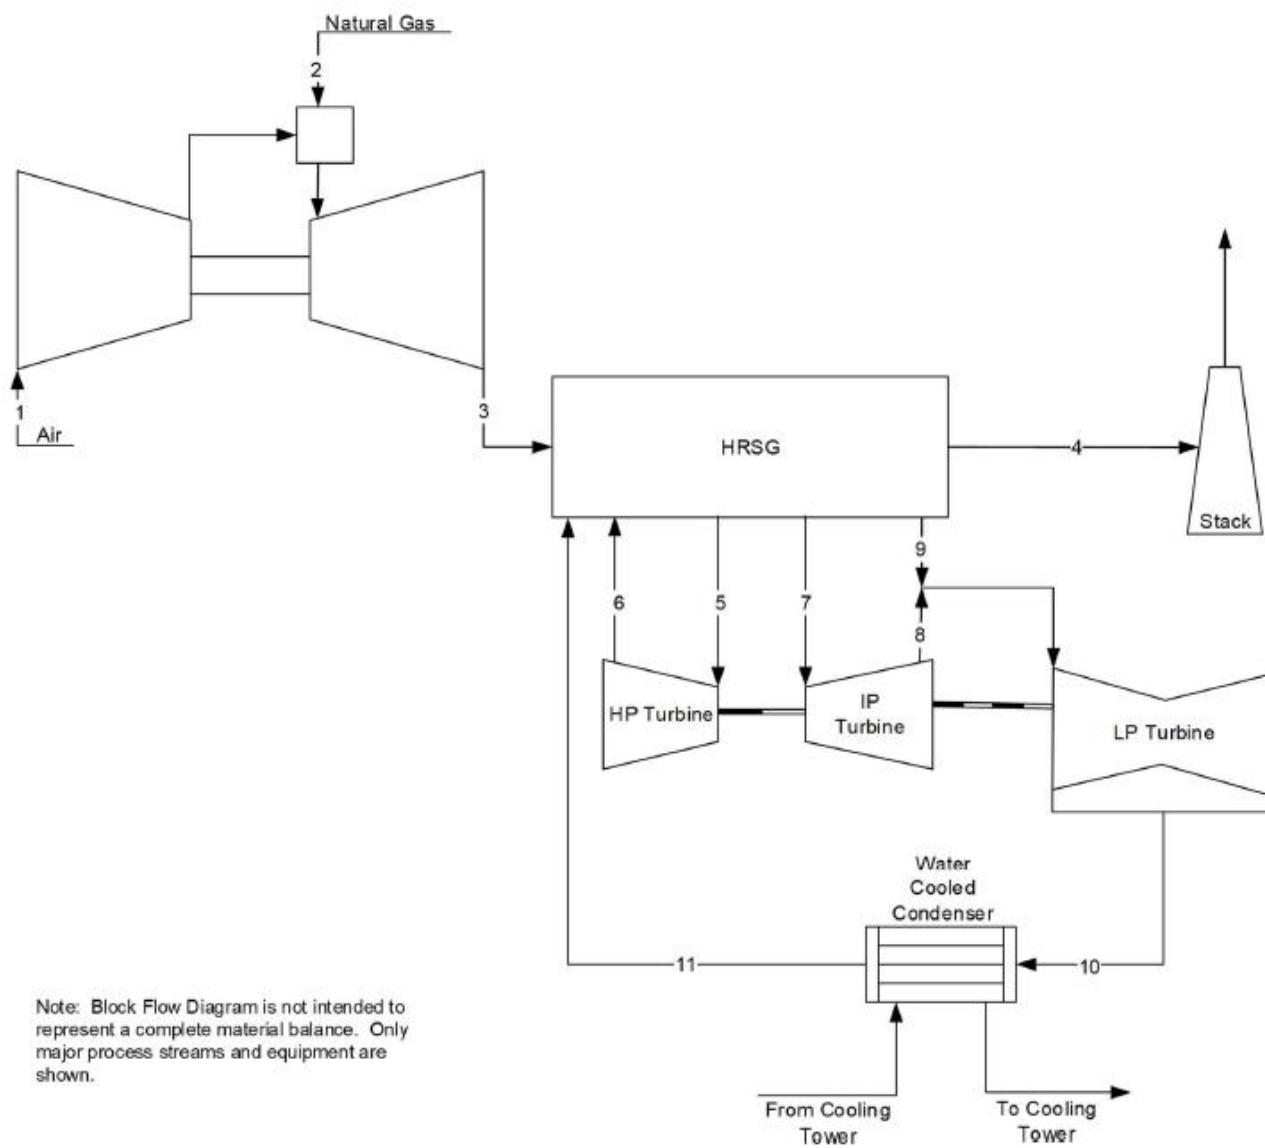 Natural Gas
2
1
Air
3
HRSG
4
Stack
9
6
5
7
8
HP Turbine
IP
Turbine
LP Turbine
Water
Cooled
Condenser
11
10
Note: Block Flow Diagram is not intended to
represent a complete material balance. Only
major process streams and equipment are
shown.
From Cooling
Tower
To Cooling
Tower